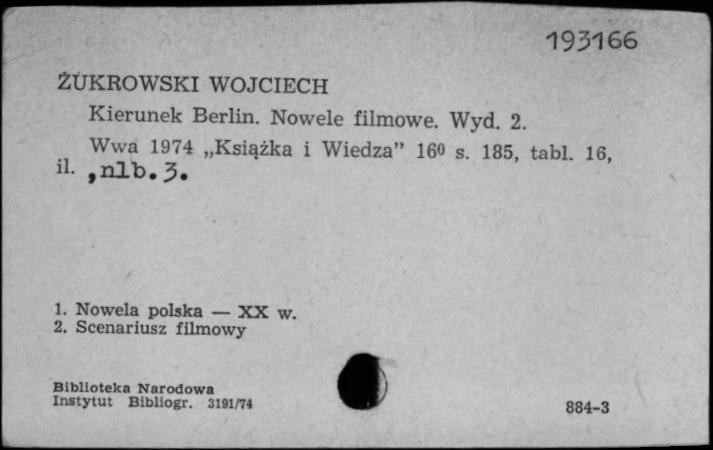 193166
ŻUKROWSKI WOJCIECH
Kierunek Berlin. Nowele filmowe. Wyd. 2.
Wwa 1974 „Książka i Wiedza” 16⁰ s. 185, tabl. 16,
il. ,nlb.3.
1. Nowela polska — XX w.
2. Scenariusz filmowy
Biblioteka Narodowa
Instytut Bibliogr. 3191/74
884-3